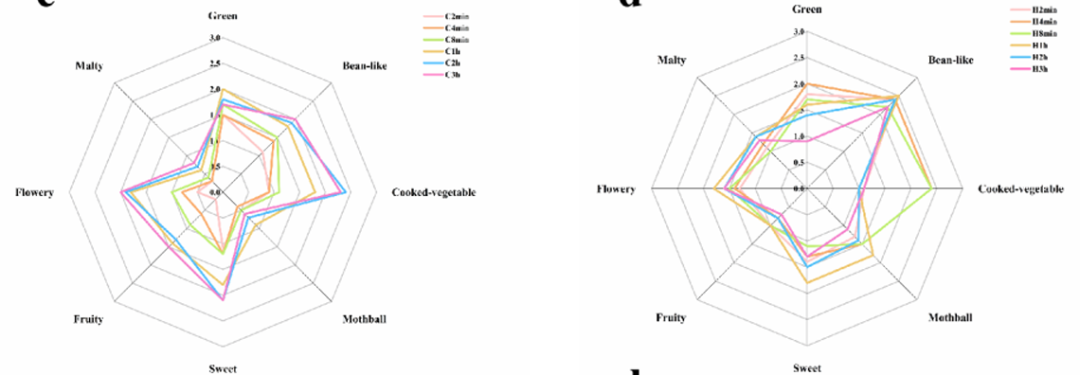 c
Green
C2min
C4min
C8min
C1h
C2h
C3h
3.0
2.5
2.0
1.5
1.0
0.5
0.0
Malty
Bean-like
Flowery
Cooked-vegetable
Fruity
Mothball
Sweet
d
Green
H2min
H4min
H8min
H1h
H2h
H3h
3.0
2.5
2.0
0.5
0.0
Malty
Bean-like
Flowery
Cooked-vegetable
Fruity
Mothball
Sweet